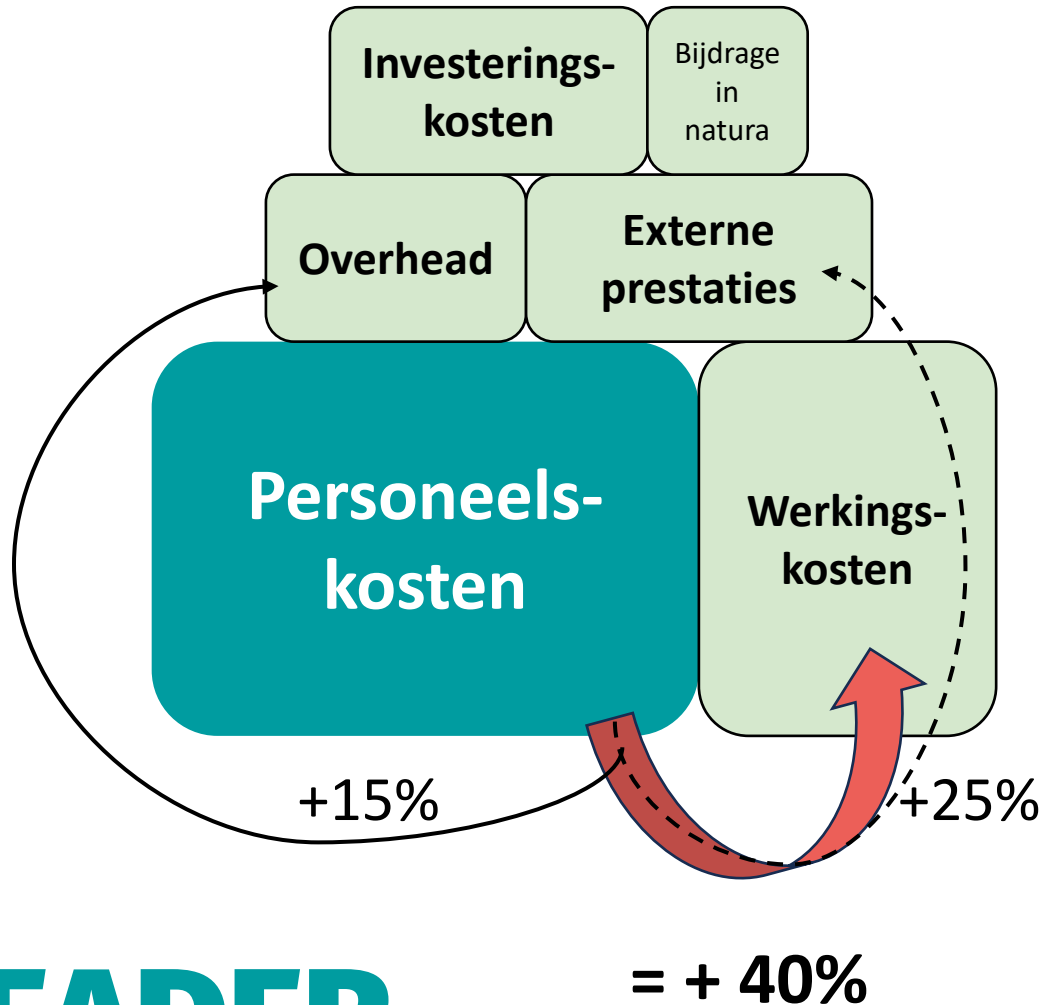 Investerings-
kosten
Bijdrage
in
natura
Overhead
Externe
prestaties
Personeels-
kosten
Werkings-
kosten
+15%
+25%
= + 40%